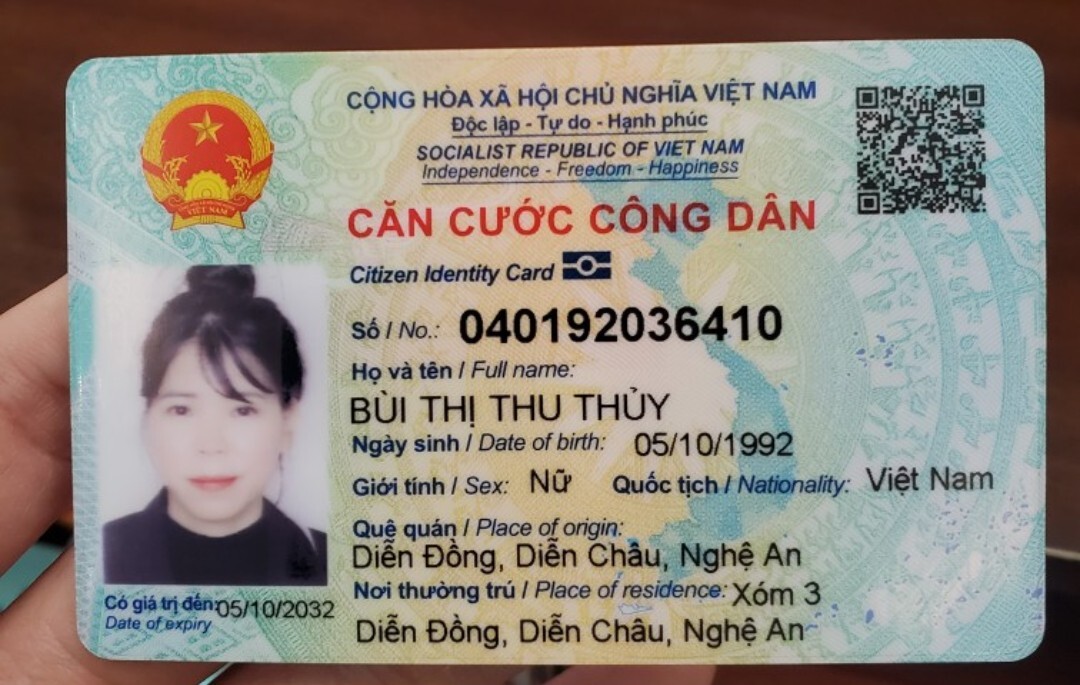 CỘNG HÒA XÃ HỘI CHỦ NGHĨA VIỆT NAM
Độc lập - Tự do - Hạnh phúc
SOCIALIST REPUBLIC OF VIET NAM
Independence - Freedom - Happiness
VIỆT NAM
CĂN CƯỚC CÔNG DÂN
Citizen Identity Card
Số / No.: 040192036410
Họ và tên / Full name:
BÙI THỊ THU THỦY
Ngày sinh / Date of birth: 05/10/1992
Giới tính / Sex: Nữ Quốc tịch / Nationality: Việt Nam
Quê quán / Place of origin:
Diễn Đồng, Diễn Châu, Nghệ An
Nơi thường trú / Place of residence: Xóm 3
Diễn Đồng, Diễn Châu, Nghệ An
Có giá trị đến: 05/10/2032
Date of expiry